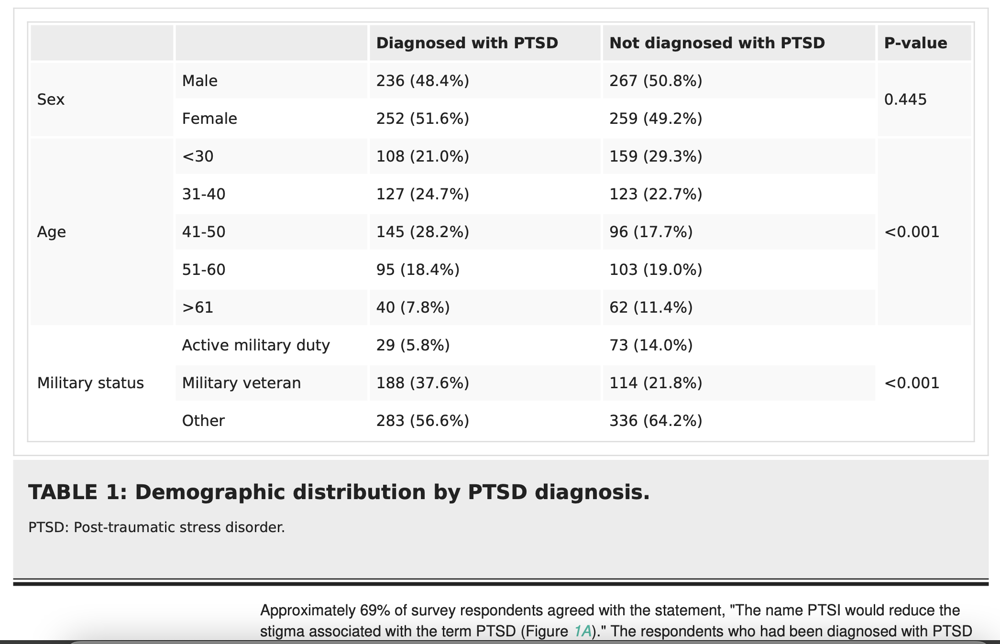 Diagnosed with PTSD Not diagnosed with PTSD P-value
Sex Male 236 (48.4%) 267 (50.8%) 0.445
Female 252 (51.6%) 259 (49.2%)
Age <30 108 (21.0%) 159 (29.3%) <0.001
31-40 127 (24.7%) 123 (22.7%)
41-50 145 (28.2%) 96 (17.7%)
51-60 95 (18.4%) 103 (19.0%)
>61 40 (7.8%) 62 (11.4%)
Military status Active military duty 29 (5.8%) 73 (14.0%) <0.001
Military veteran 188 (37.6%) 114 (21.8%)
Other 283 (56.6%) 336 (64.2%)
TABLE 1: Demographic distribution by PTSD diagnosis.
PTSD: Post-traumatic stress disorder.
Approximately 69% of survey respondents agreed with the statement, "The name PTSI would reduce the
stigma associated with the term PTSD (Figure 1A)." The respondents who had been diagnosed with PTSD